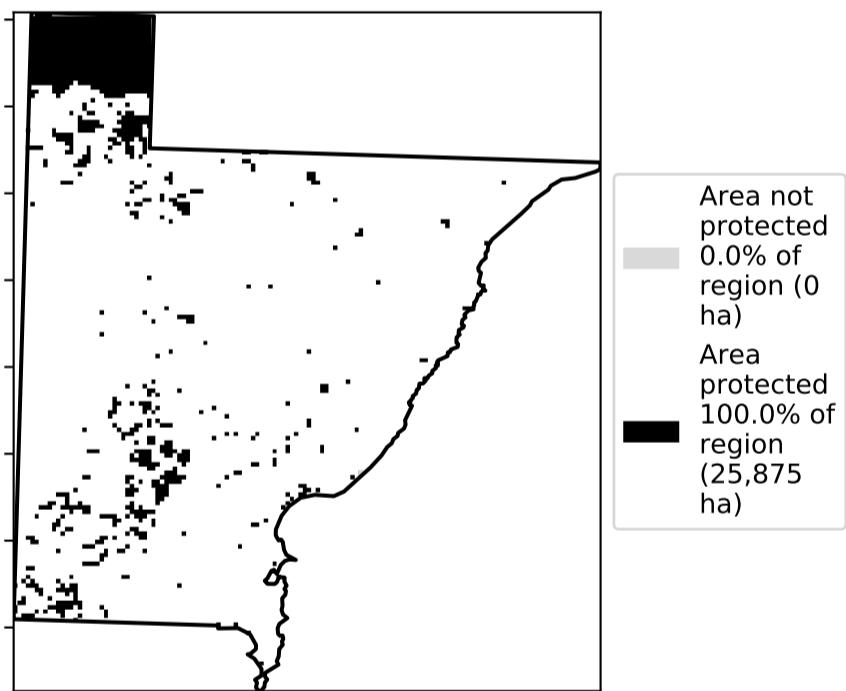 Area not
protected
0.0% of
region (0
ha)
Area
protected
100.0% of
region
(25,875
ha)